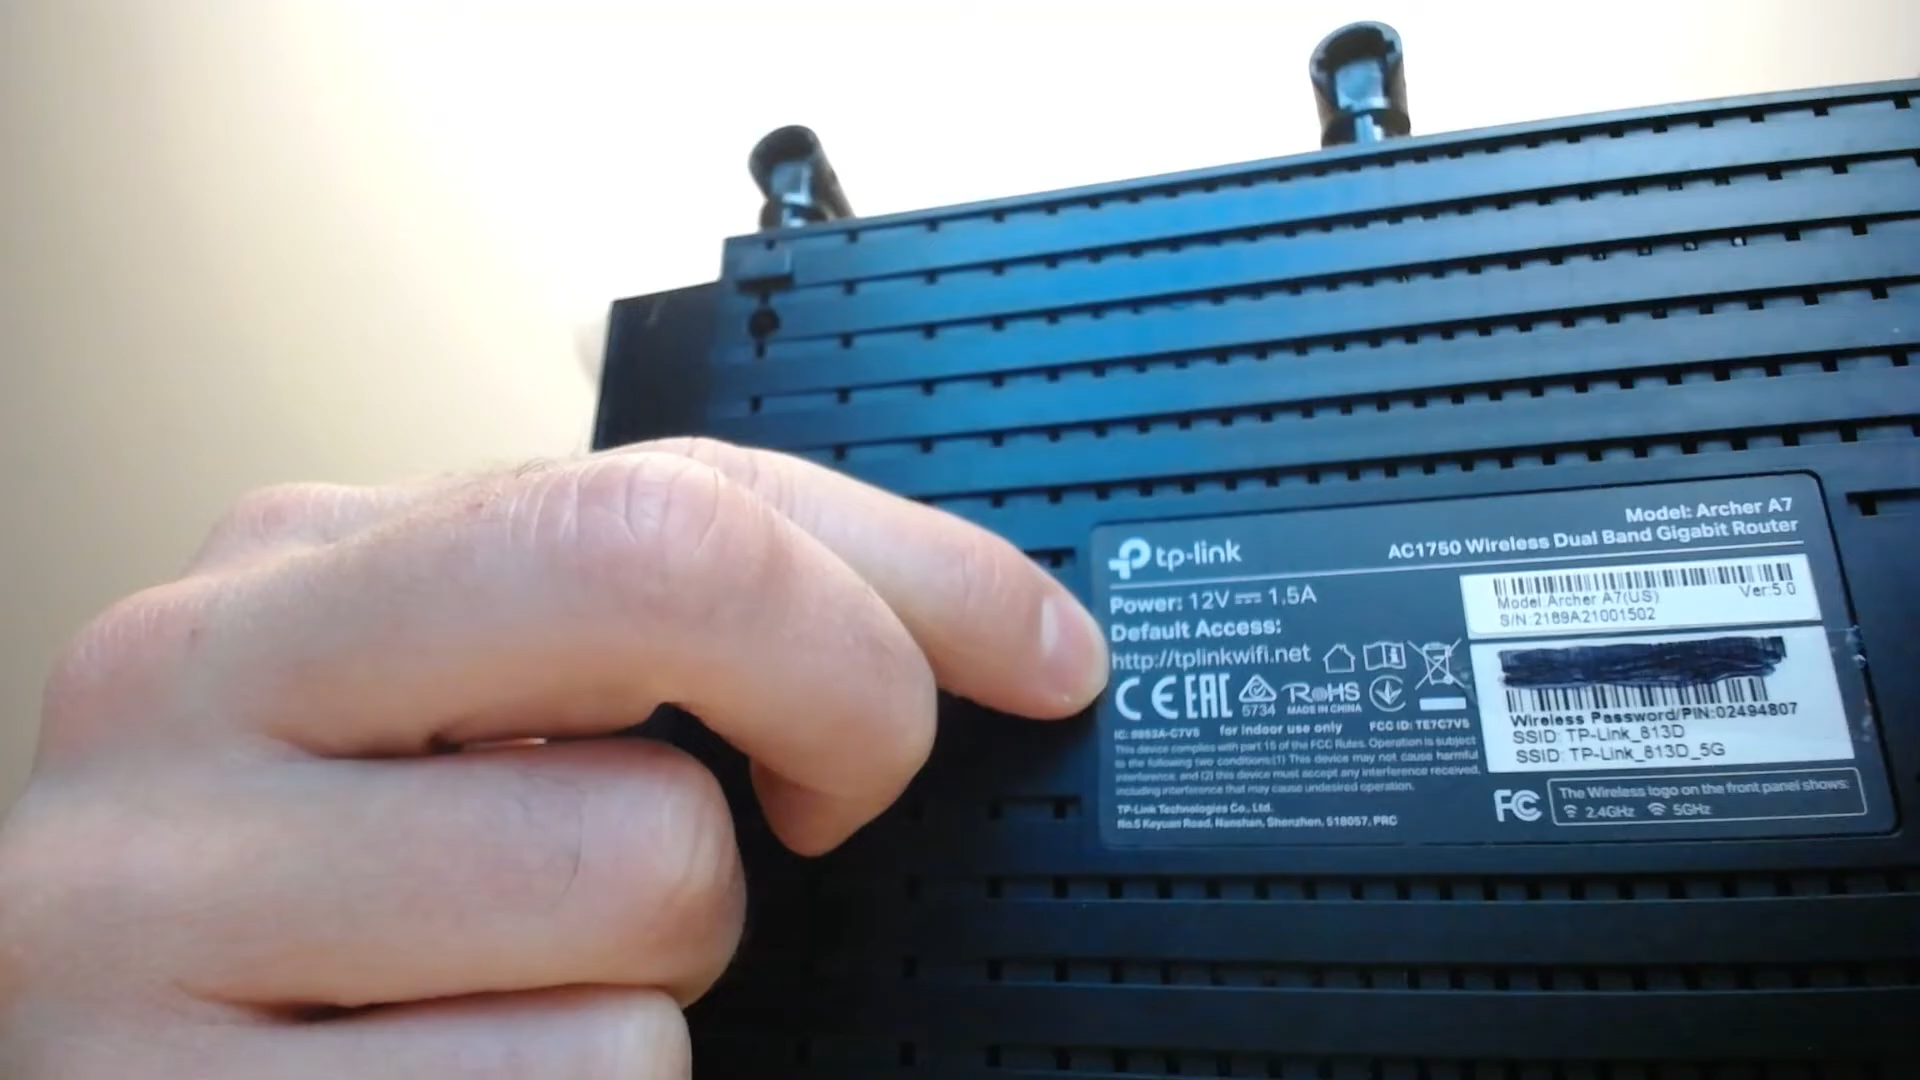 Model: Archer A7
tp-link
AC1750 Wireless Dual Band Gigabit Router
Power: 12V 1.5A
Default Access:
http://tplinkwifi.net
Model:Archer A7(US) Ver:5.0
S/N:2189A21001502
CE EAC 5734 RoHS
MADE IN CHINA
Wireless Password/PIN:02494807
SSID: TP-Link_813D
SSID: TP-Link_813D_5G
for indoor use only FCC ID: TE7C7V5
This device complies with part 15 of the FCC Rules. Operation is subject
to the following two conditions:(1) This device may not cause harmful
interference, and (2) this device must accept any interference received,
including interference that may cause undesired operation.
TP-Link Technologies Co., Ltd.
No.5 Keyuan Road, Nanshan, Shenzhen, 518057, PRC
FC
The Wireless logo on the front panel shows:
2.4GHz 5GHz